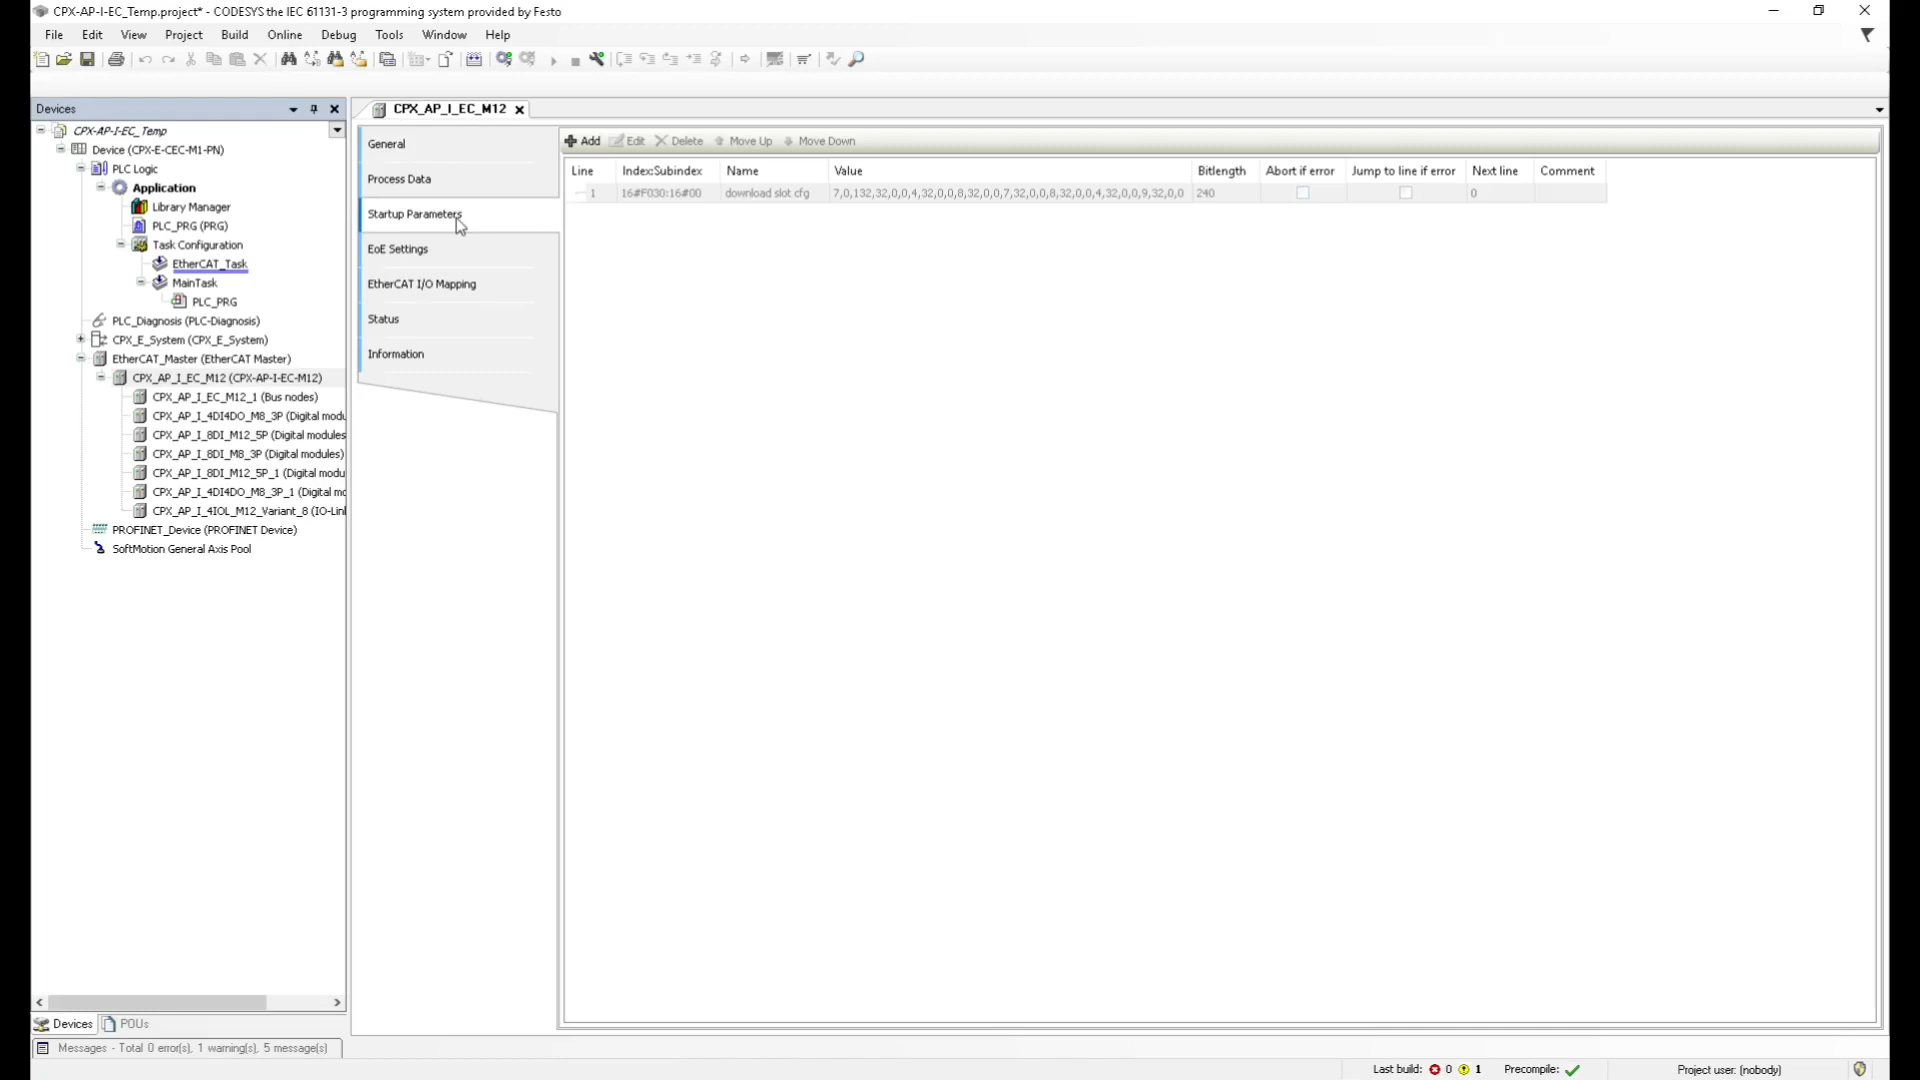 CPX-AP-I-EC_Temp.project* - CODESYS the IEC 61131-3 programming system provided by Festo
File Edit View Project Build Online Debug Tools Window Help
Devices
CPX-AP-I-EC_Temp
Device (CPX-E-CEC-M1-PN)
PLC Logic
Application
Library Manager
PLC_PRG (PRG)
Task Configuration
EtherCAT_Task
MainTask
PLC_PRG
PLC_Diagnosis (PLC-Diagnosis)
CPX_E_System (CPX_E_System)
EtherCAT_Master (EtherCAT Master)
CPX_AP_I_EC_M12 (CPX-AP-I-EC-M12)
CPX_AP_I_EC_M12_1 (Bus nodes)
CPX_AP_I_4DI4DO_M8_3P (Digital modu
CPX_AP_I_8DI_M12_5P (Digital modules
CPX_AP_I_8DI_M8_3P (Digital modules)
CPX_AP_I_8DI_M12_5P_1 (Digital modu
CPX_AP_I_4DI4DO_M8_3P_1 (Digital mo
CPX_AP_I_4IOL_M12_Variant_8 (IO-Lin
PROFINET_Device (PROFINET Device)
SoftMotion General Axis Pool
Devices POUs
CPX_AP_I_EC_M12
General
Process Data
Startup Parameters
EoE Settings
EtherCAT I/O Mapping
Status
Information
Add Edit Delete Move Up Move Down
Line Index:Subindex Name Value Bitlength Abort if error Jump to line if error Next line Comment
1 16#F030:16#00 download slot cfg 7,0,132,32,0,0,4,32,0,0,8,32,0,0,7,32,0,0,8,32,0,0,4,32,0,0,9,32,0,0 240 0
Messages - Total 0 error(s), 1 warning(s), 5 message(s)
Last build: 0 1 Precompile: Project user: (nobody)